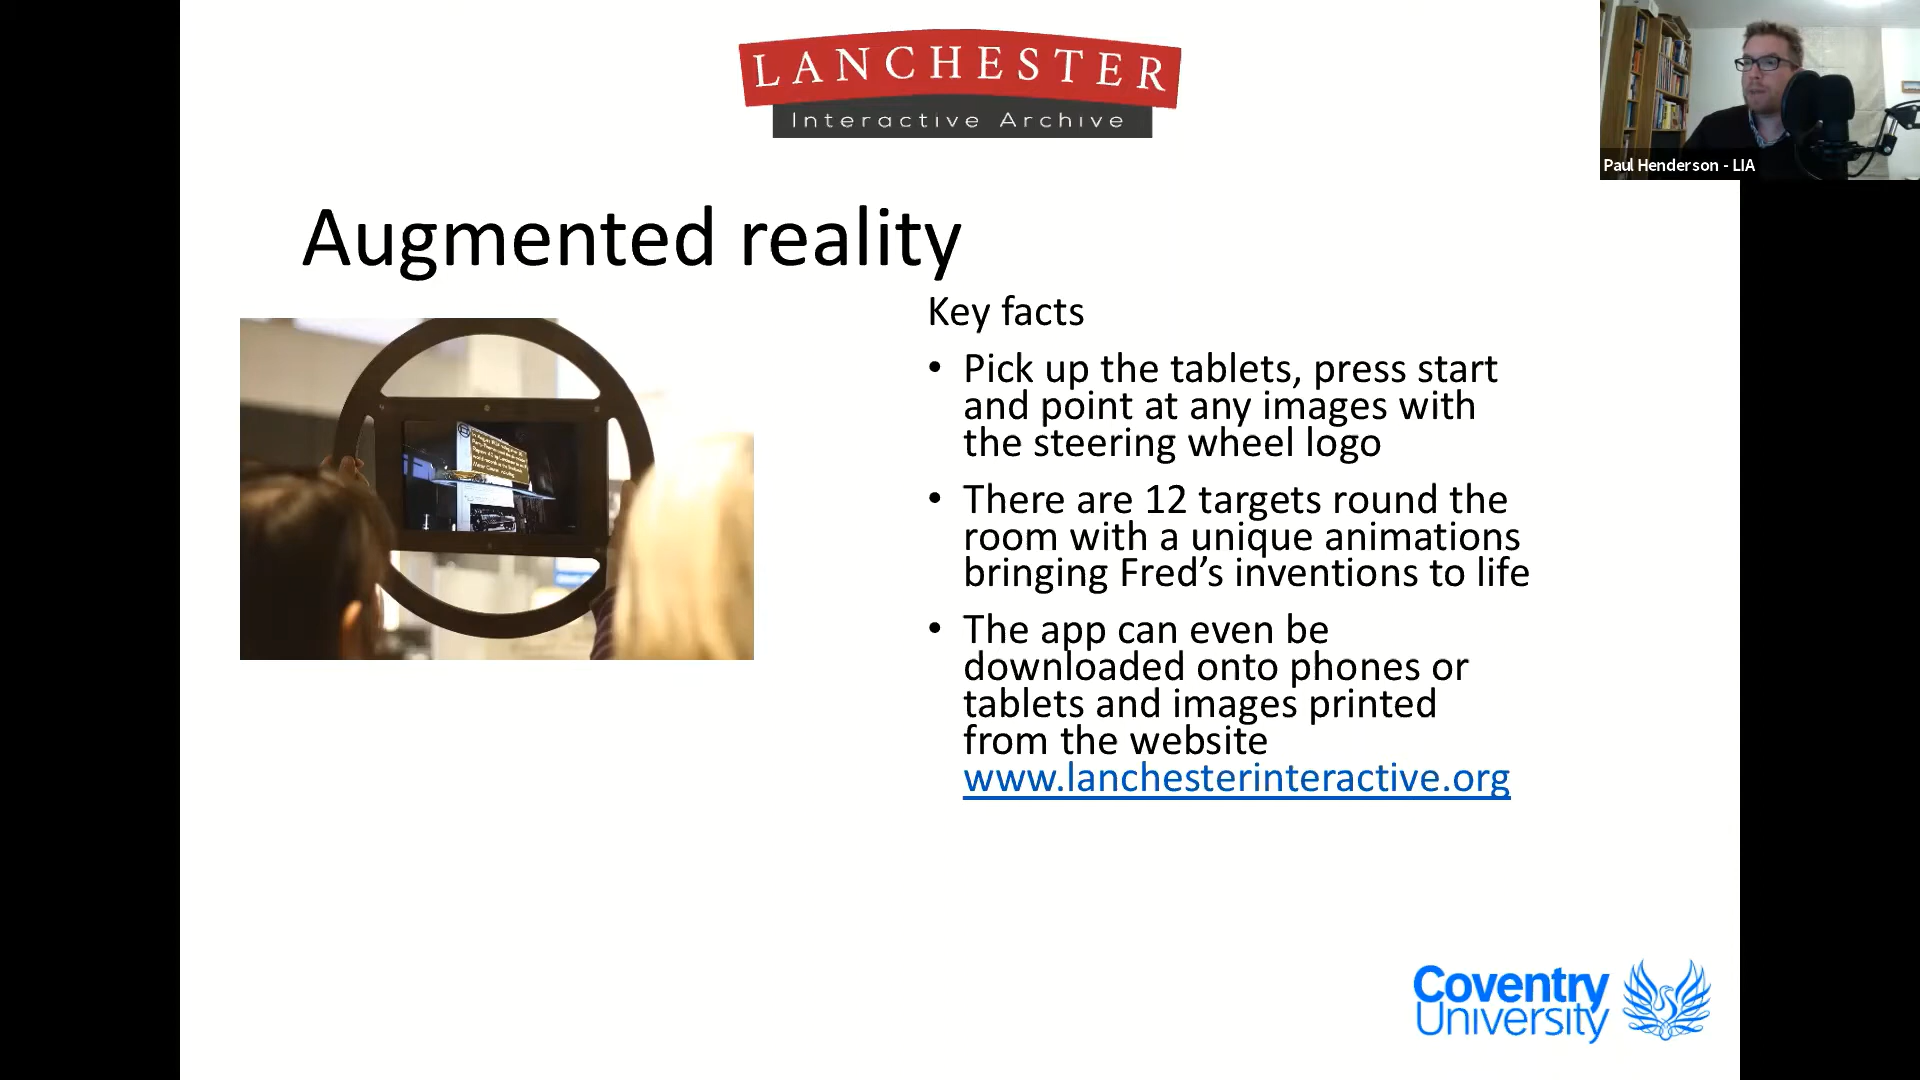 LANCHESTER
Interactive Archive
Paul Henderson - LIA
Augmented reality
Key facts
• Pick up the tablets, press start
and point at any images with
the steering wheel logo
• There are 12 targets round the
room with a unique animations
bringing Fred’s inventions to life
• The app can even be
downloaded onto phones or
tablets and images printed
from the website
www.lanchesterinteractive.org
Coventry
University